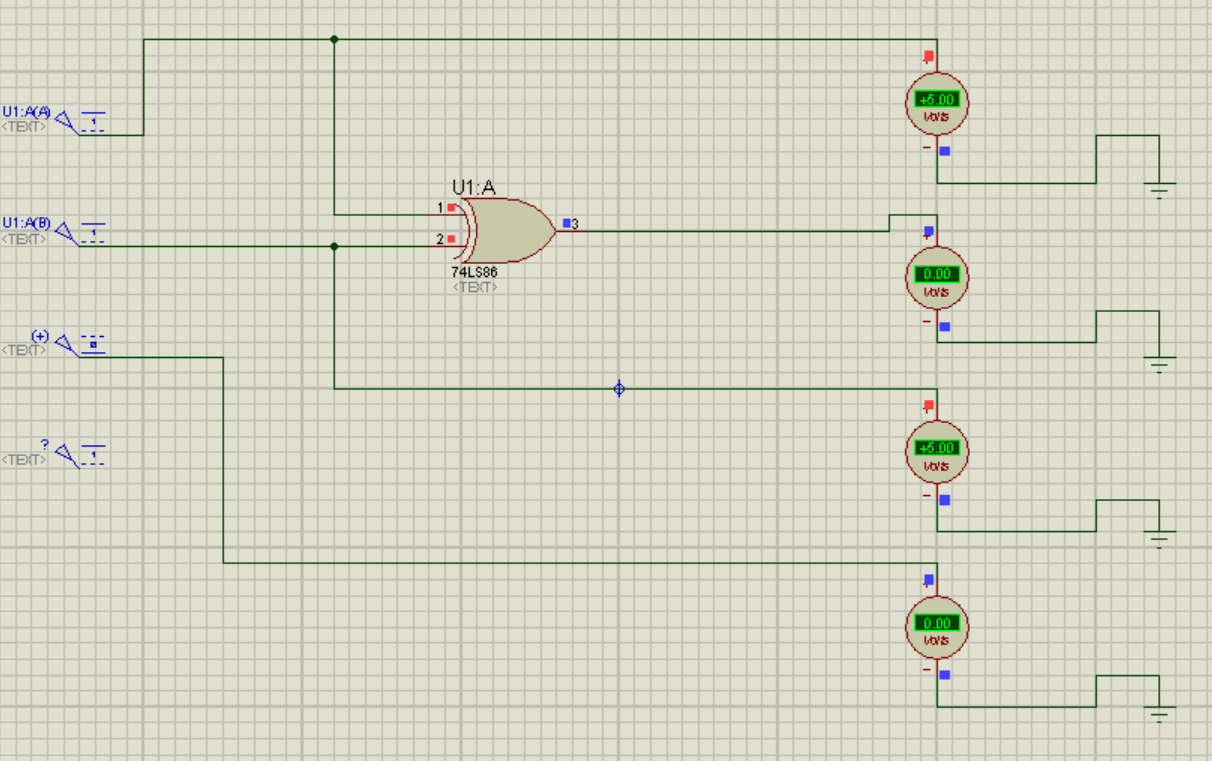 U1:A(A)
<TEXT>
1
+5.00
Volts
U1:A
1
U1:A(B)
<TEXT>
1
2
3
74LS86
<TEXT>
0.00
Volts
(+)
<TEXT>
0
?
<TEXT>
1
+5.00
Volts
0.00
Volts